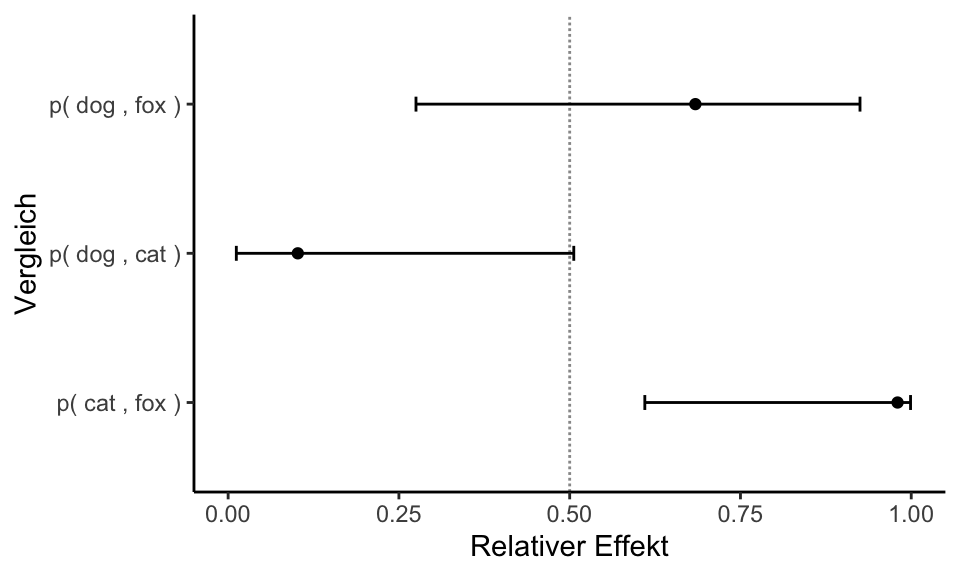 p( dog , fox )
Vergleich
p( dog , cat )
p( cat , fox )
0.00 0.25 0.50 0.75 1.00
Relativer Effekt